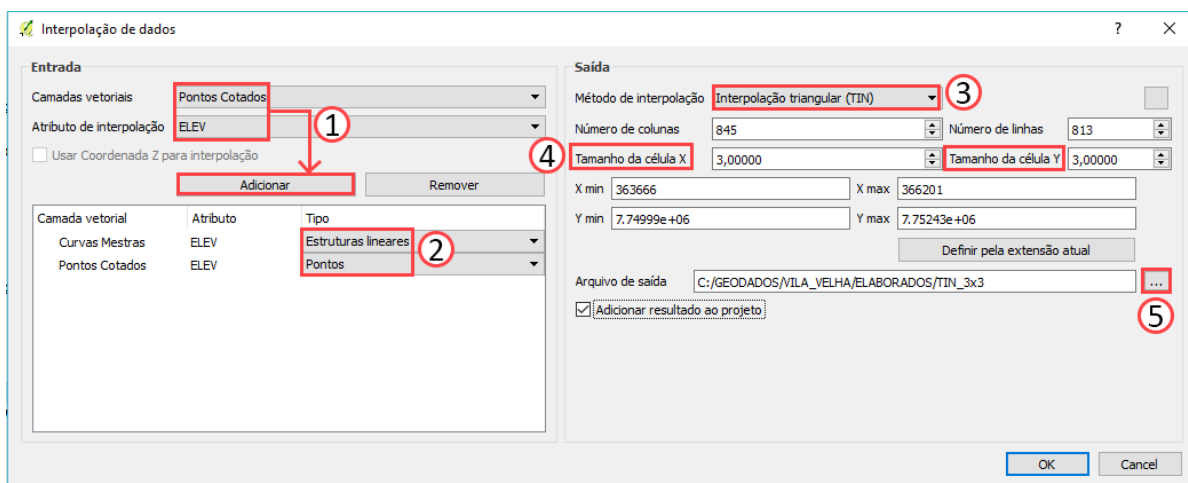 Interpolação de dados
?
Entrada
Camadas vetoriais Pontos Cotados
Atributo de interpolação ELEV
1
Usar Coordenada Z para interpolação
Adicionar Remover
Camada vetorial Atributo Tipo
Curvas Mestras ELEV Estruturas lineares
Pontos Cotados ELEV Pontos
2
Saída
Método de interpolação Interpolação triangular (TIN)
3
Número de colunas 845 Número de linhas 813
4
Tamanho da célula X 3,00000 Tamanho da célula Y 3,00000
X min 363666 X max 366201
Y min 7.74999e+06 Y max 7.75243e+06
Definir pela extensão atual
Arquivo de saída C:/GEODADOS/VILA_VELHA/ELABORADOS/TIN_3x3 ...
5
Adicionar resultado ao projeto
OK Cancel